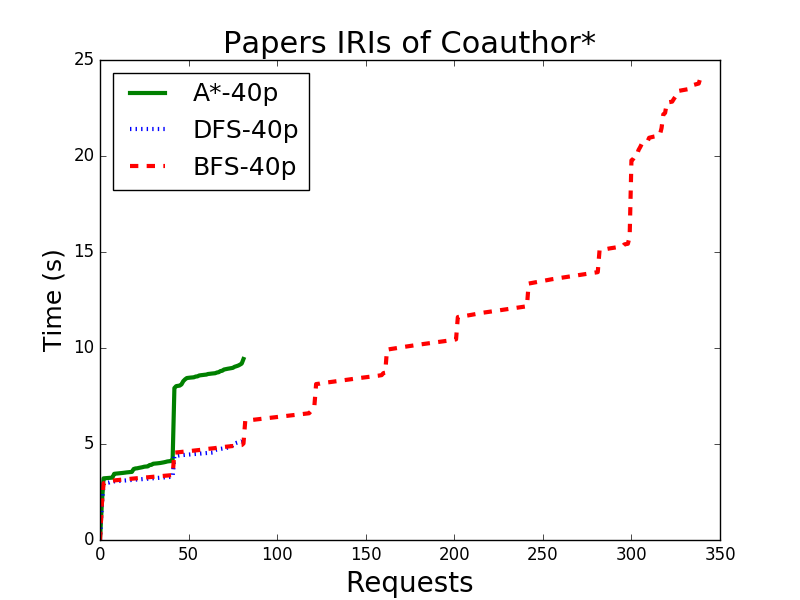 Papers IRIs of Coauthor*
A*-40p
DFS-40p
BFS-40p
25
20
15
10
5
0
Time (s)
0 50 100 150 200 250 300 350
Requests